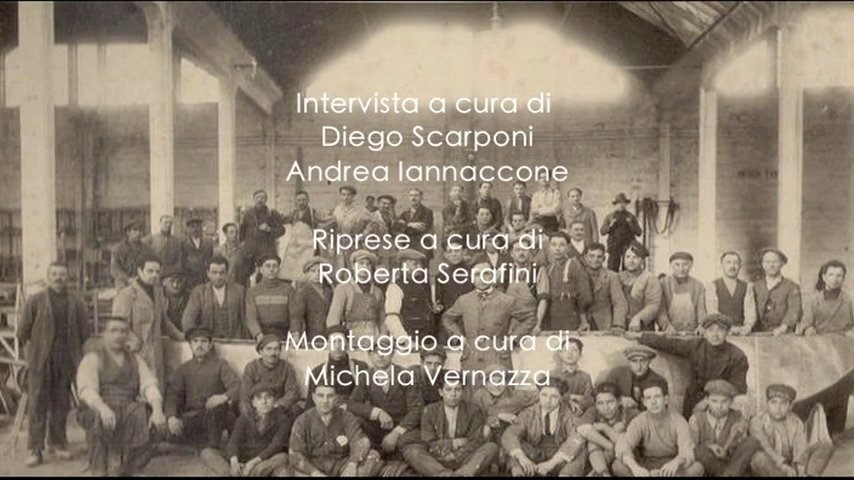 Intervista a cura di
Diego Scarponi
Andrea Iannaccone
Riprese a cura di
Roberta Serafini
Montaggio a cura di
Michela Vernazza